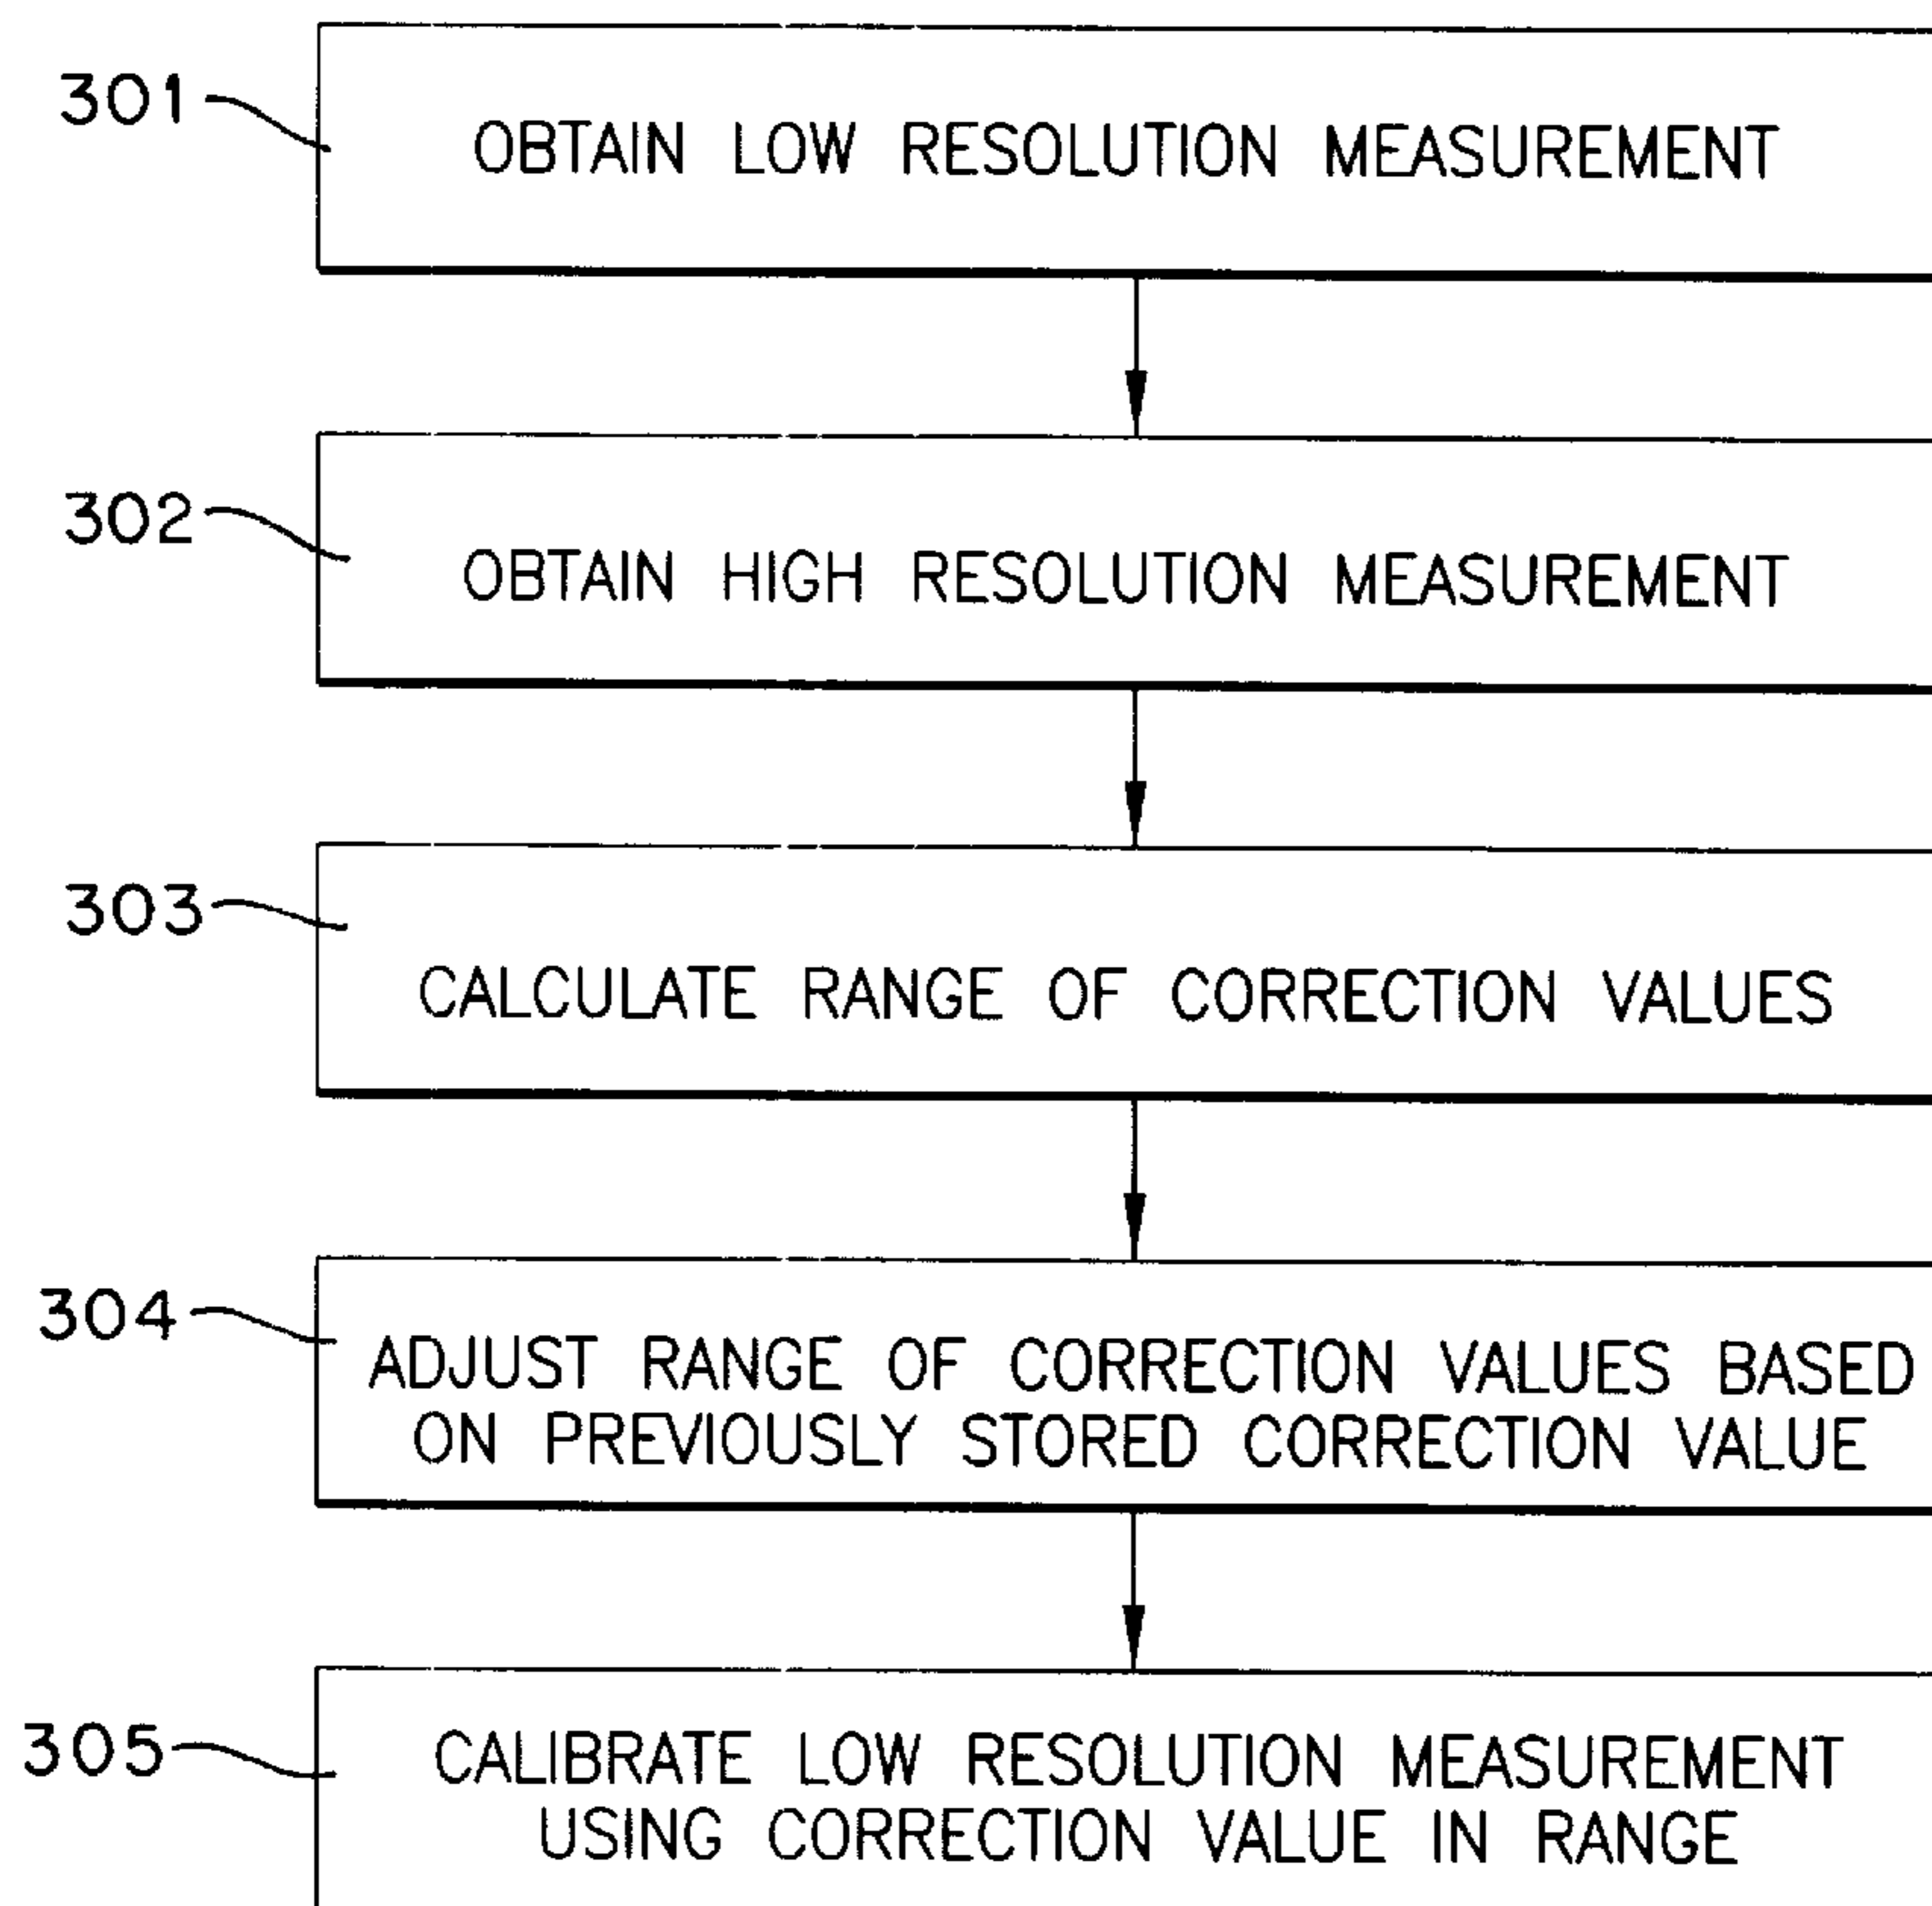 301
OBTAIN LOW RESOLUTION MEASUREMENT
302
OBTAIN HIGH RESOLUTION MEASUREMENT
303
CALCULATE RANGE OF CORRECTION VALUES
304
ADJUST RANGE OF CORRECTION VALUES BASED
ON PREVIOUSLY STORED CORRECTION VALUE
305
CALIBRATE LOW RESOLUTION MEASUREMENT
USING CORRECTION VALUE IN RANGE